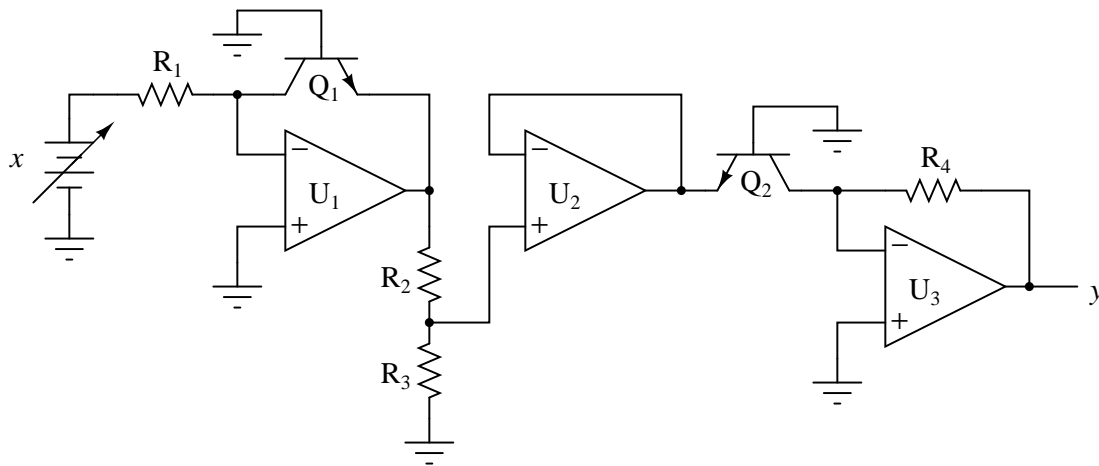 R1
Q1
x
−
U1
+
R2
R3
−
U2
+
Q2
R4
−
U3
+
y